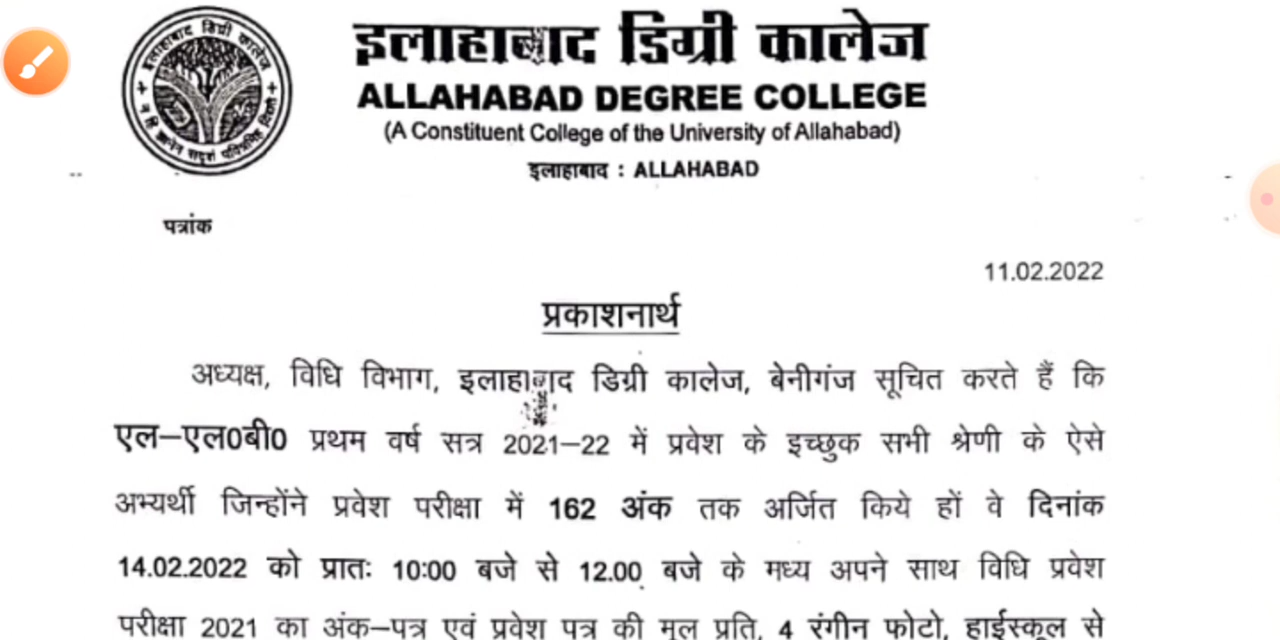 इलाहाबाद डिग्री कालेज
इलाहाबाद डिग्री कालेज
ALLAHABAD DEGREE COLLEGE
(A Constituent College of the University of Allahabad)
इलाहाबाद : ALLAHABAD
पत्रांक
11.02.2022
प्रकाशनार्थ
अध्यक्ष, विधि विभाग, इलाहाबाद डिग्री कालेज, बेनीगंज सूचित करते हैं कि
एल–एल0बी0 प्रथम वर्ष सत्र 2021–22 में प्रवेश के इच्छुक सभी श्रेणी के ऐसे
अभ्यर्थी जिन्होंने प्रवेश परीक्षा में 162 अंक तक अर्जित किये हों वे दिनांक
14.02.2022 को प्रातः 10:00 बजे से 12.00 बजे के मध्य अपने साथ विधि प्रवेश
परीक्षा 2021 का अंक–पत्र एवं प्रवेश पत्र की मूल प्रति, 4 रंगीन फोटो, हाईस्कूल से